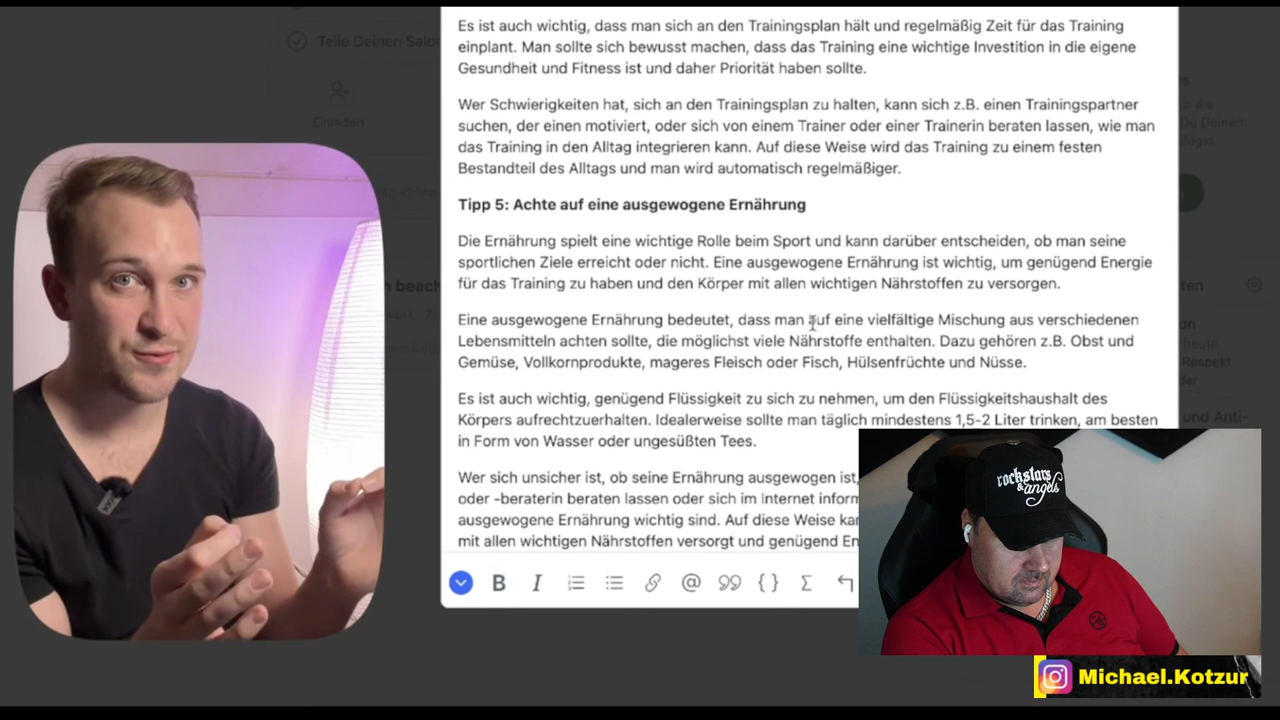 Teile Deinen Salo
Einladen
Es ist auch wichtig, dass man sich an den Trainingsplan hält und regelmäßig Zeit für das Training
einplant. Man sollte sich bewusst machen, dass das Training eine wichtige Investition in die eigene
Gesundheit und Fitness ist und daher Priorität haben sollte.
Wer Schwierigkeiten hat, sich an den Trainingsplan zu halten, kann sich z.B. einen Trainingspartner
suchen, der einen motiviert, oder sich von einem Trainer oder einer Trainerin beraten lassen, wie man
das Training in den Alltag integrieren kann. Auf diese Weise wird das Training zu einem festen
Bestandteil des Alltags und man wird automatisch regelmäßiger.
Tipp 5: Achte auf eine ausgewogene Ernährung
Die Ernährung spielt eine wichtige Rolle beim Sport und kann darüber entscheiden, ob man seine
sportlichen Ziele erreicht oder nicht. Eine ausgewogene Ernährung ist wichtig, um genügend Energie
für das Training zu haben und den Körper mit allen wichtigen Nährstoffen zu versorgen.
Eine ausgewogene Ernährung bedeutet, dass man auf eine vielfältige Mischung aus verschiedenen
Lebensmitteln achten sollte, die möglichst viele Nährstoffe enthalten. Dazu gehören z.B. Obst und
Gemüse, Vollkornprodukte, mageres Fleisch oder Fisch, Hülsenfrüchte und Nüsse.
Es ist auch wichtig, genügend Flüssigkeit zu sich zu nehmen, um den Flüssigkeitshaushalt des
Körpers aufrechtzuerhalten. Idealerweise sollte man täglich mindestens 1,5-2 Liter trinken, am besten
in Form von Wasser oder ungesüßten Tees.
Wer sich unsicher ist, ob seine Ernährung ausgewogen ist,
oder -beraterin beraten lassen oder sich im Internet inform
ausgewogene Ernährung wichtig sind. Auf diese Weise kan
mit allen wichtigen Nährstoffen versorgt und genügend En
B I @ { } Σ
Du Deinem
heute
Respekt
der
und Anti-
rockstars
& angels
Michael.Kotzur